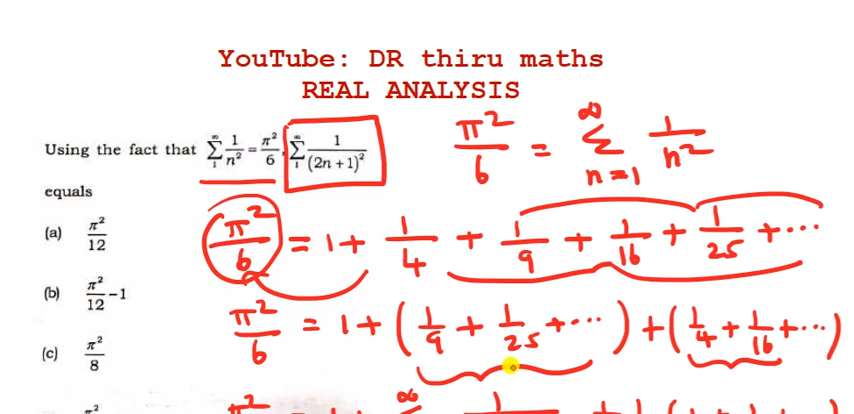 YouTube: DR thiru maths
REAL ANALYSIS
Using the fact that ∑_1^∞ 1/n² = π²/6, ∑_1^∞ 1/(2n+1)²
equals
(a) π²/12
(b) π²/12 - 1
(c) π²/8
π²/6 = ∑_{n=1}^∞ 1/n²
π²/6 = 1 + 1/4 + 1/9 + 1/16 + 1/25 + ...
π²/6 = 1 + (1/9 + 1/25 + ...) + (1/4 + 1/16 + ...)